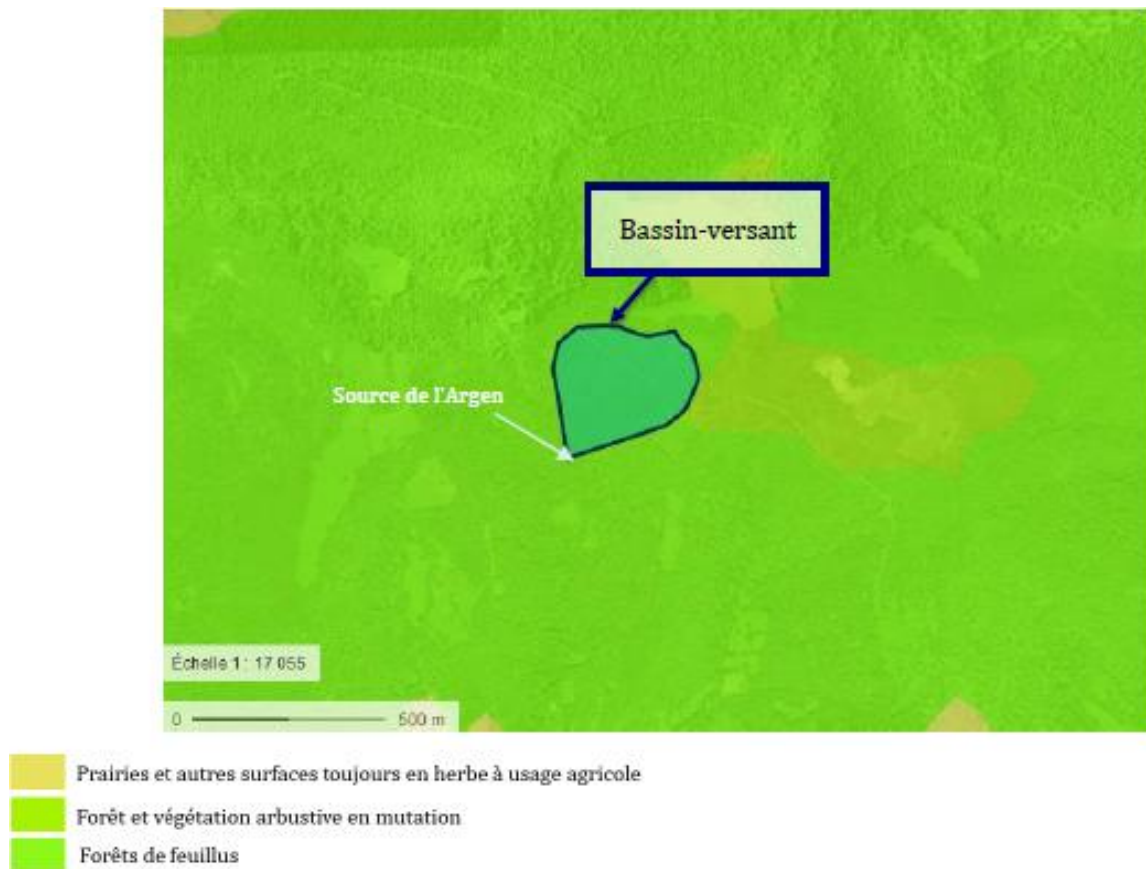 Bassin-versant
Source de l'Argen
Échelle 1 : 17 055
0 500 m
Prairies et autres surfaces toujours en herbe à usage agricole
Forêt et végétation arbustive en mutation
Forêts de feuillus